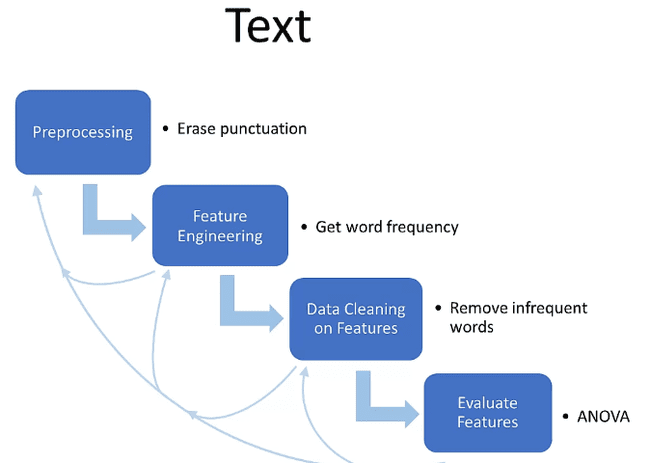 Text
Preprocessing
• Erase punctuation
Feature
Engineering
• Get word frequency
Data Cleaning
on Features
• Remove infrequent
words
Evaluate
Features
• ANOVA